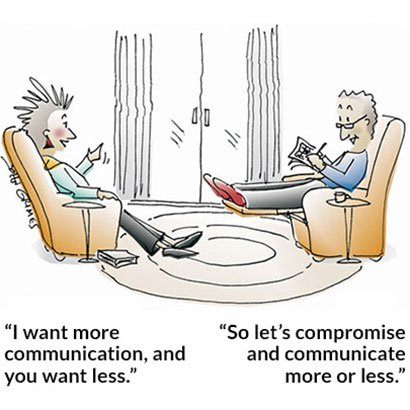 “I want more
communication, and
you want less.”
“So let’s compromise
and communicate
more or less.”